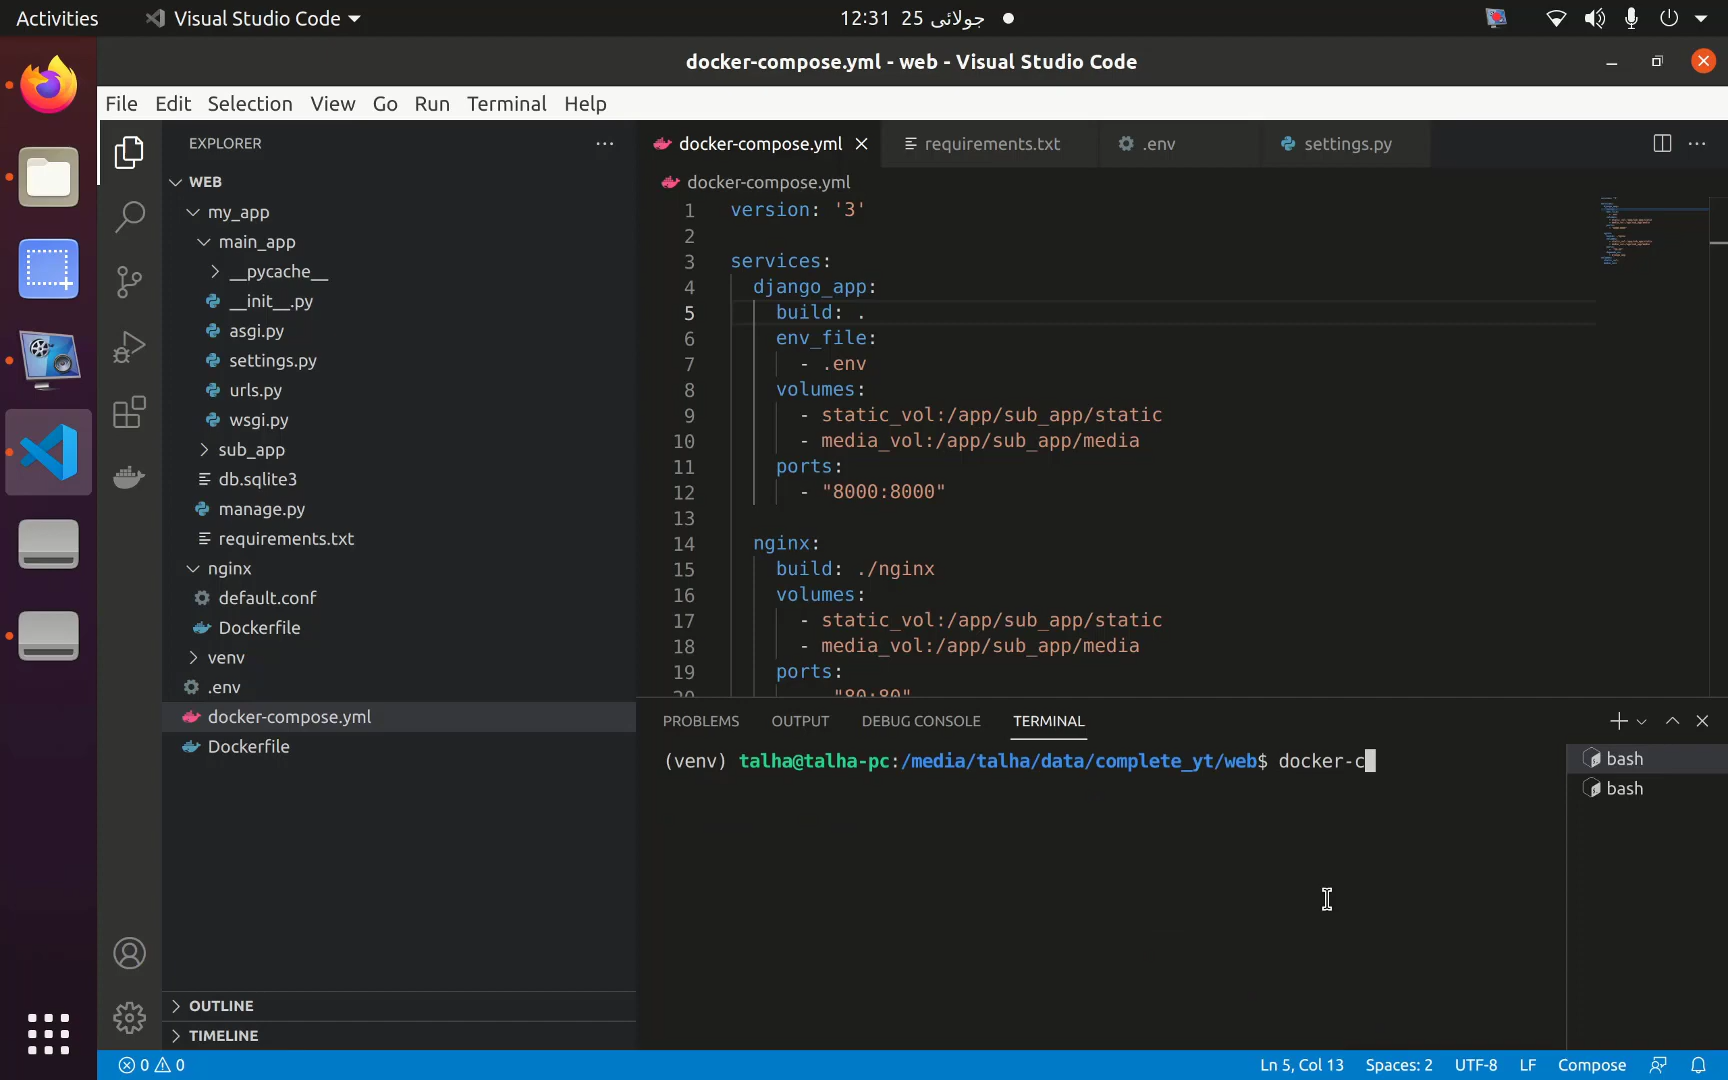 Activities
Visual Studio Code
12:31 25 جولائی
docker-compose.yml - web - Visual Studio Code
File Edit Selection View Go Run Terminal Help
EXPLORER
WEB
my_app
main_app
__pycache__
__init__.py
asgi.py
settings.py
urls.py
wsgi.py
sub_app
db.sqlite3
manage.py
requirements.txt
nginx
default.conf
Dockerfile
venv
.env
docker-compose.yml
Dockerfile
OUTLINE
TIMELINE
docker-compose.yml requirements.txt .env settings.py
docker-compose.yml
1 version: '3'
2
3 services:
4 django_app:
5 build: .
6 env_file:
7 - .env
8 volumes:
9 - static_vol:/app/sub_app/static
10 - media_vol:/app/sub_app/media
11 ports:
12 - "8000:8000"
13
14 nginx:
15 build: ./nginx
16 volumes:
17 - static_vol:/app/sub_app/static
18 - media_vol:/app/sub_app/media
19 ports:
20 - "80:80"
PROBLEMS OUTPUT DEBUG CONSOLE TERMINAL
(venv) talha@talha-pc:/media/talha/data/complete_yt/web$ docker-c
bash
bash
0 0
Ln 5, Col 13 Spaces: 2 UTF-8 LF Compose